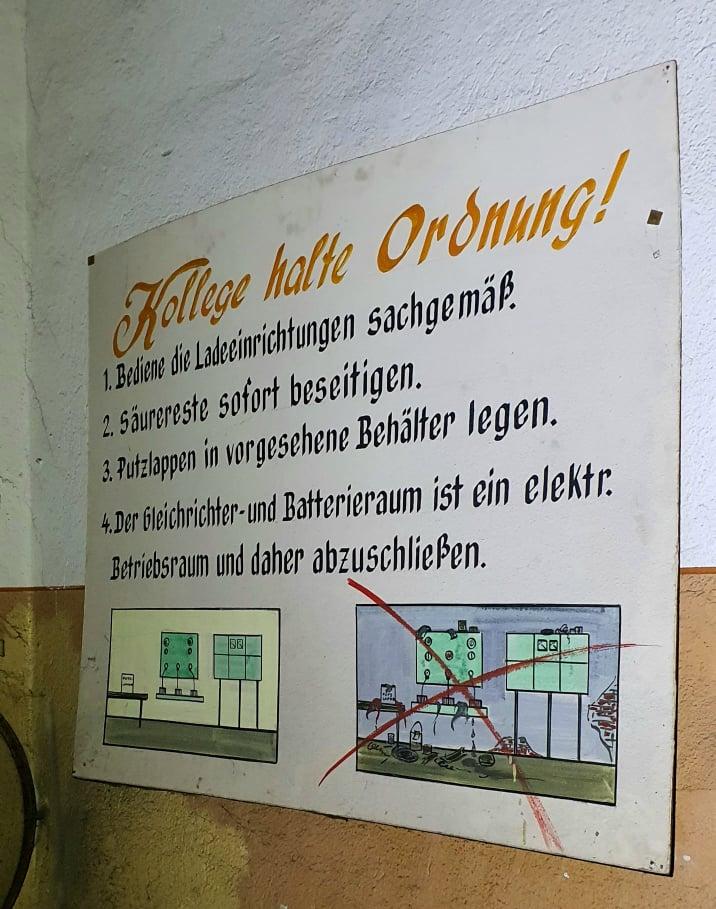 Kollege halte Ordnung!
1. Bediene die Ladeeinrichtungen sachgemäß.
2. Säurereste sofort beseitigen.
3. Putzlappen in vorgesehene Behälter legen.
4. Der Gleichrichter- und Batterieraum ist ein elektr.
Betriebsraum und daher abzuschließen.